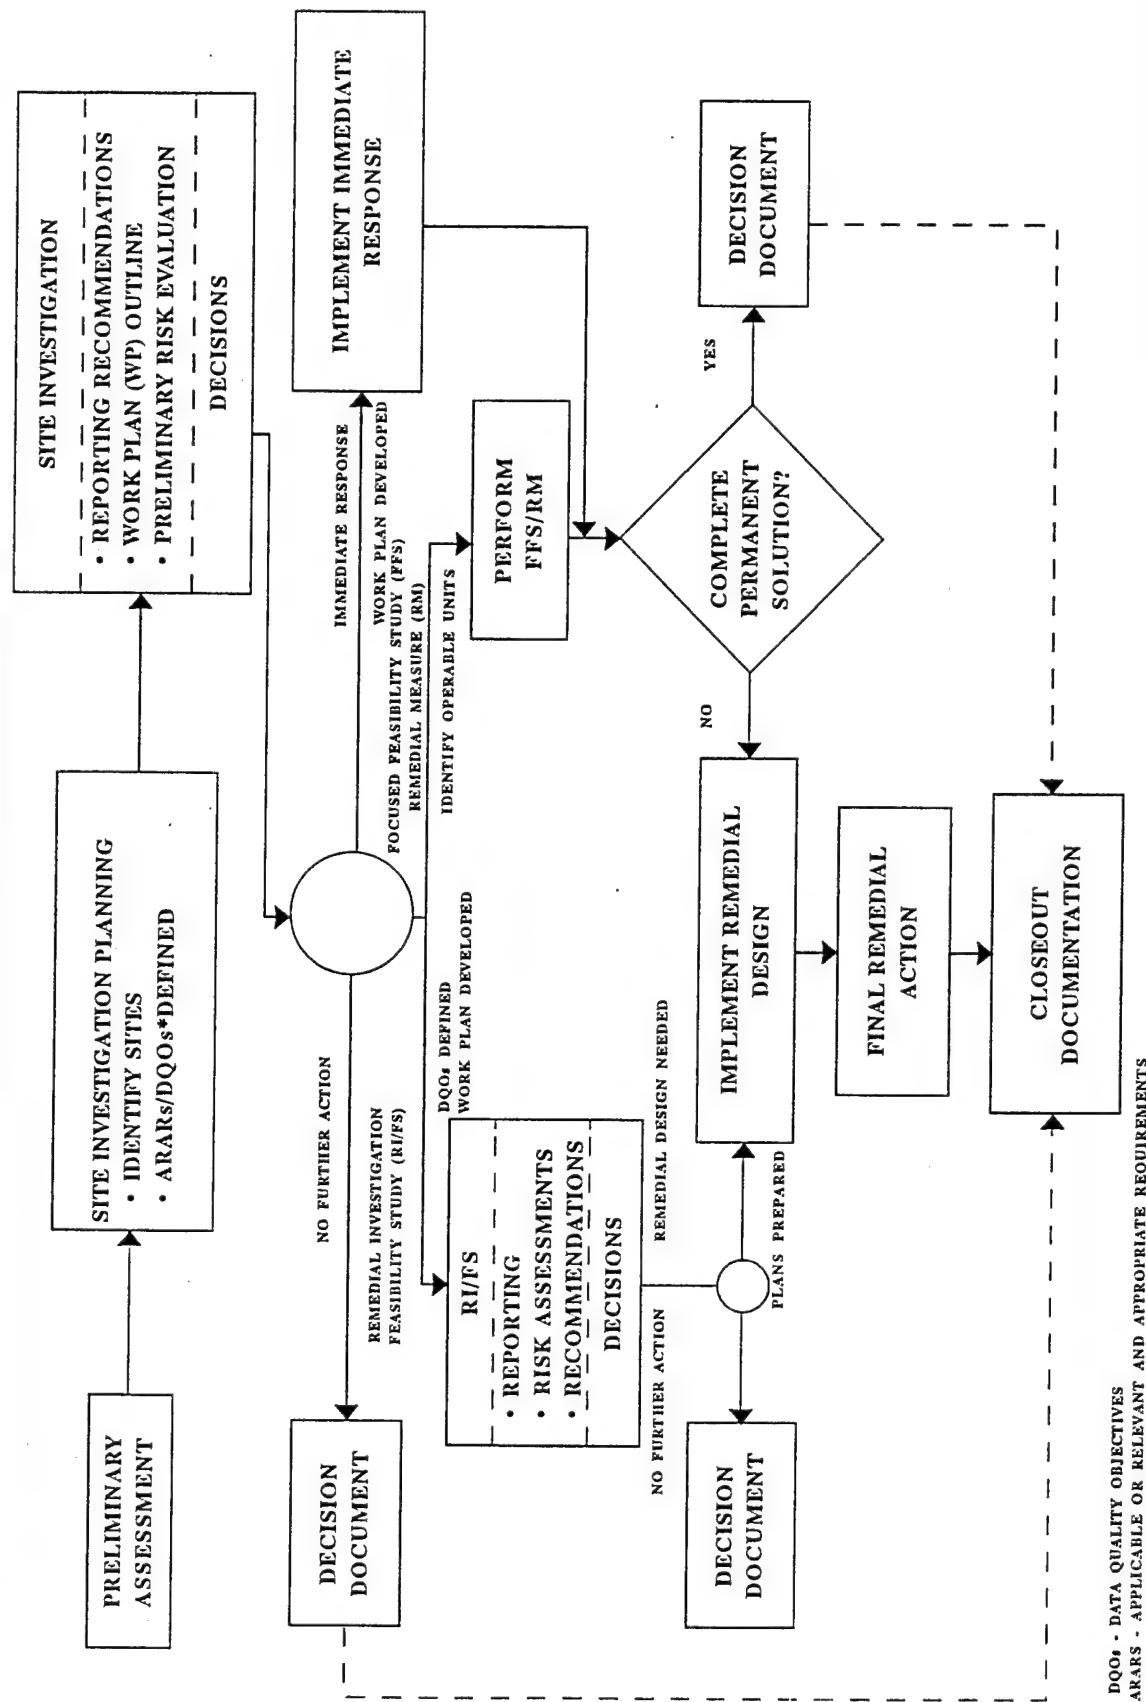 PRELIMINARY
ASSESSMENT
SITE INVESTIGATION PLANNING
• IDENTIFY SITES
• ARARs/DQOs*DEFINED
SITE INVESTIGATION
• REPORTING RECOMMENDATIONS
• WORK PLAN (WP) OUTLINE
• PRELIMINARY RISK EVALUATION
DECISIONS
NO FURTHER ACTION
IMMEDIATE RESPONSE
DECISION
DOCUMENT
IMPLEMENT IMMEDIATE
RESPONSE
REMEDIAL INVESTIGATION
FEASIBILITY STUDY (RI/FS)
WORK PLAN DEVELOPED
FOCUSED FEASIBILITY STUDY (FFS)
REMEDIAL MEASURE (RM)
DQOs DEFINED
WORK PLAN DEVELOPED
IDENTIFY OPERABLE UNITS
RI/FS
• REPORTING
• RISK ASSESSMENTS
• RECOMMENDATIONS
DECISIONS
PERFORM
FFS/RM
NO FURTHER ACTION
REMEDIAL DESIGN NEEDED
NO
YES
DECISION
DOCUMENT
PLANS PREPARED
IMPLEMENT REMEDIAL
DESIGN
COMPLETE
PERMANENT
SOLUTION?
DECISION
DOCUMENT
FINAL REMEDIAL
ACTION
CLOSEOUT
DOCUMENTATION
DQOs - DATA QUALITY OBJECTIVES
ARARS - APPLICABLE OR RELEVANT AND APPROPRIATE REQUIREMENTS